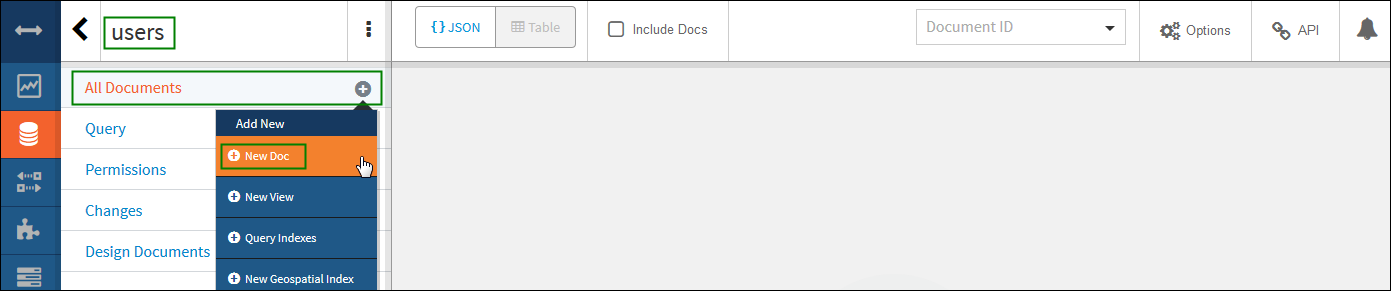 users
{} JSON
Table
Include Docs
Document ID
Options
API
All Documents
Query
Permissions
Changes
Design Documents
Add New
New Doc
New View
Query Indexes
New Geospatial Index